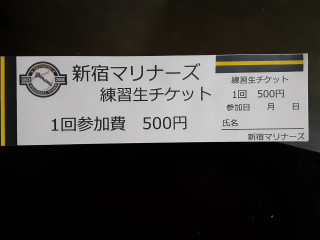 新宿マリナーズ
練習生チケット
1回参加費 500円
練習生チケット
1回 500円
参加日 月 日
氏名
新宿マリナーズ